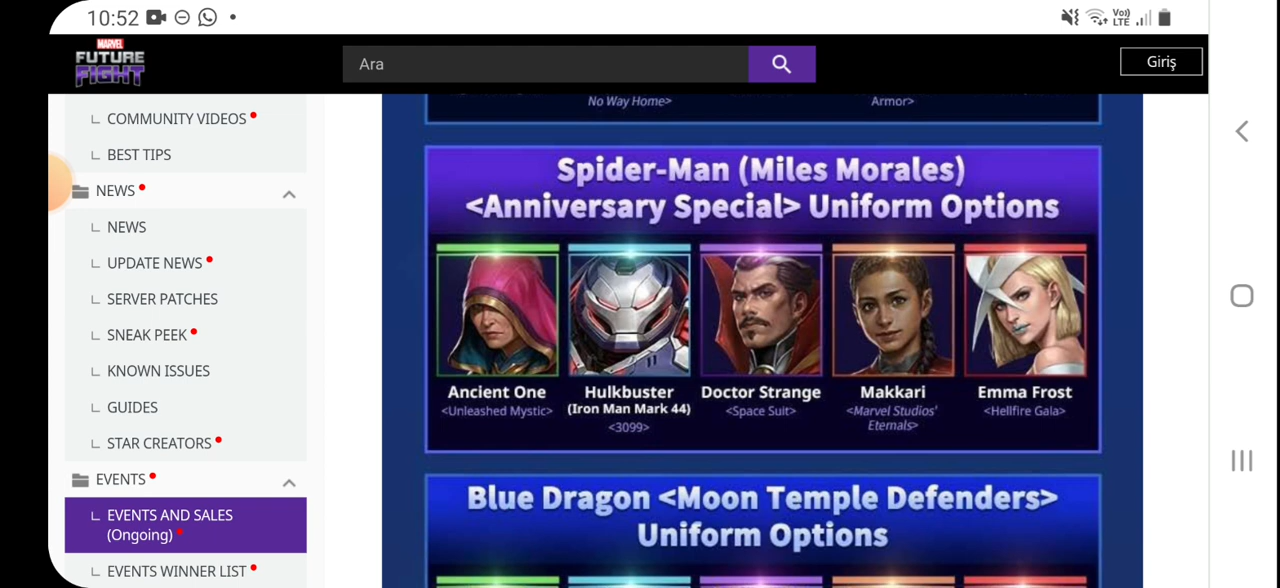 10:52
Vo))
LTE
MARVEL
FUTURE
FIGHT
Ara
Giriş
COMMUNITY VIDEOS
BEST TIPS
NEWS
NEWS
UPDATE NEWS
SERVER PATCHES
SNEAK PEEK
KNOWN ISSUES
GUIDES
STAR CREATORS
EVENTS
EVENTS AND SALES
(Ongoing)
EVENTS WINNER LIST
No Way Home>
Armor>
Spider-Man (Miles Morales)
<Anniversary Special> Uniform Options
Ancient One
<Unleashed Mystic>
Hulkbuster
(Iron Man Mark 44)
<3099>
Doctor Strange
<Space Suit>
Makkari
<Marvel Studios'
Eternals>
Emma Frost
<Hellfire Gala>
Blue Dragon <Moon Temple Defenders>
Uniform Options